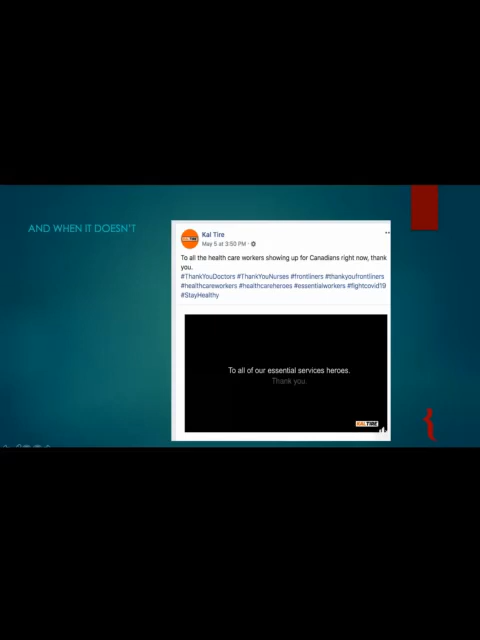 AND WHEN IT DOESN'T
KAL TIRE
Kal Tire
May 5 at 3:50 PM ·
To all the health care workers showing up for Canadians right now, thank
you.
#ThankYouDoctors #ThankYouNurses #frontliners #thankyoufrontliners
#healthcareworkers #healthcareheroes #essentialworkers #fightcovid19
#StayHealthy
To all of our essential services heroes.
Thank you.
KAL TIRE